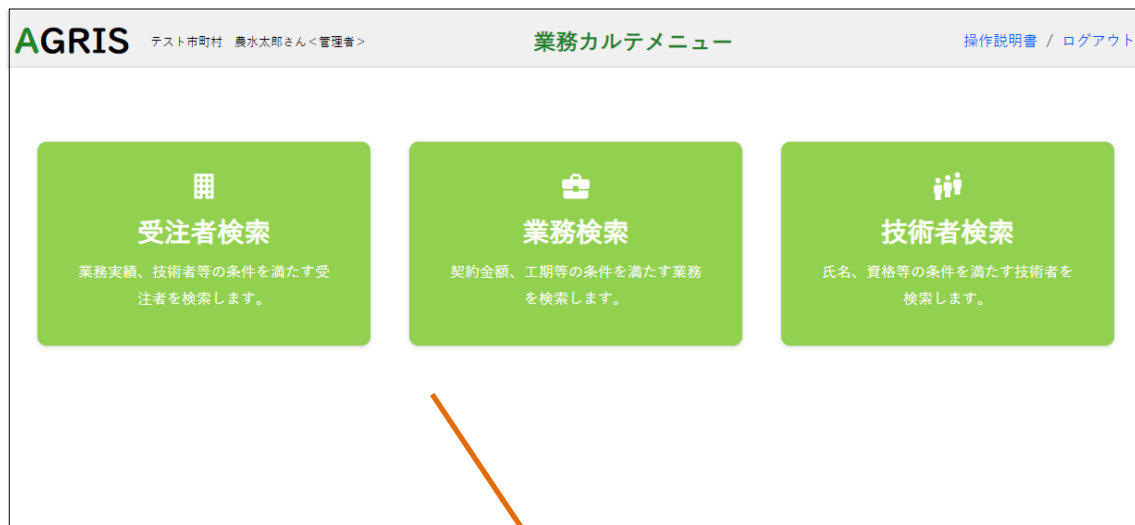 AGRIS テスト市町村 農水太郎さん<管理者> 業務カルテメニュー 操作説明書 / ログアウト
受注者検索
業務実績、技術者等の条件を満たす受
注者を検索します。
業務検索
契約金額、工期等の条件を満たす業務
を検索します。
技術者検索
氏名、資格等の条件を満たす技術者を
検索します。